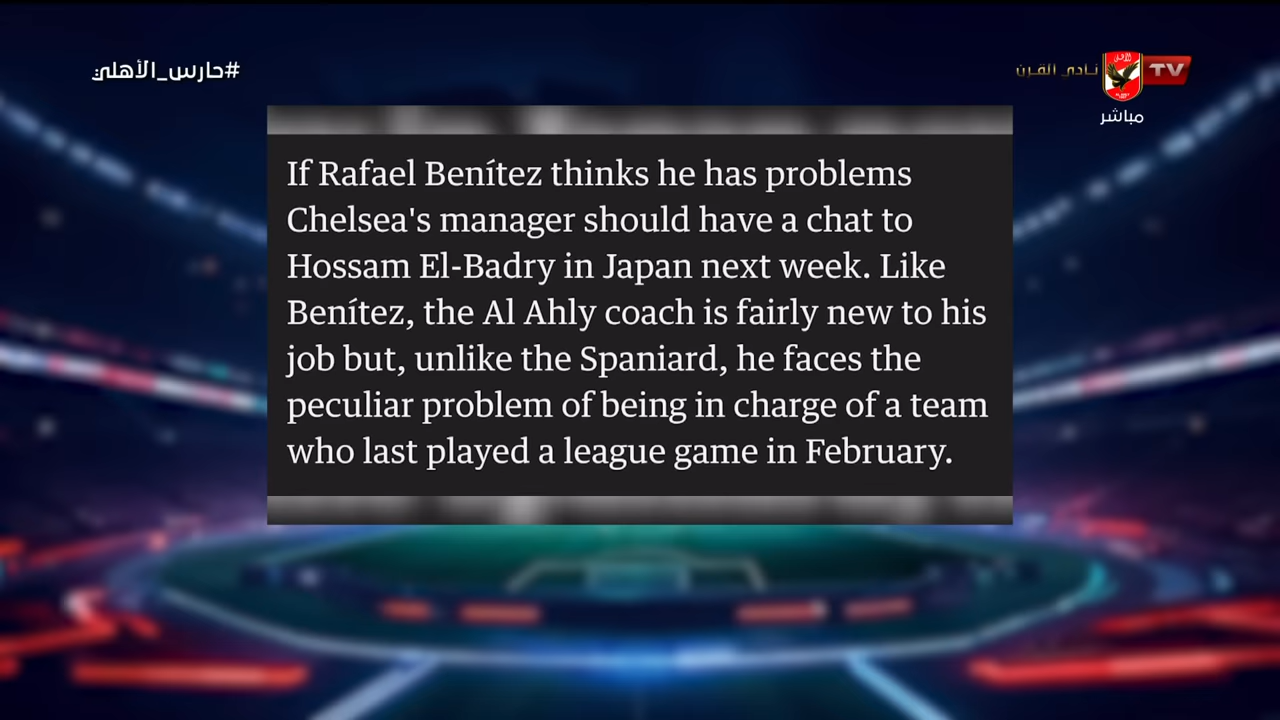 #حارس_الأهلي
نادي القرن
TV
مباشر
If Rafael Benítez thinks he has problems
Chelsea's manager should have a chat to
Hossam El-Badry in Japan next week. Like
Benítez, the Al Ahly coach is fairly new to his
job but, unlike the Spaniard, he faces the
peculiar problem of being in charge of a team
who last played a league game in February.